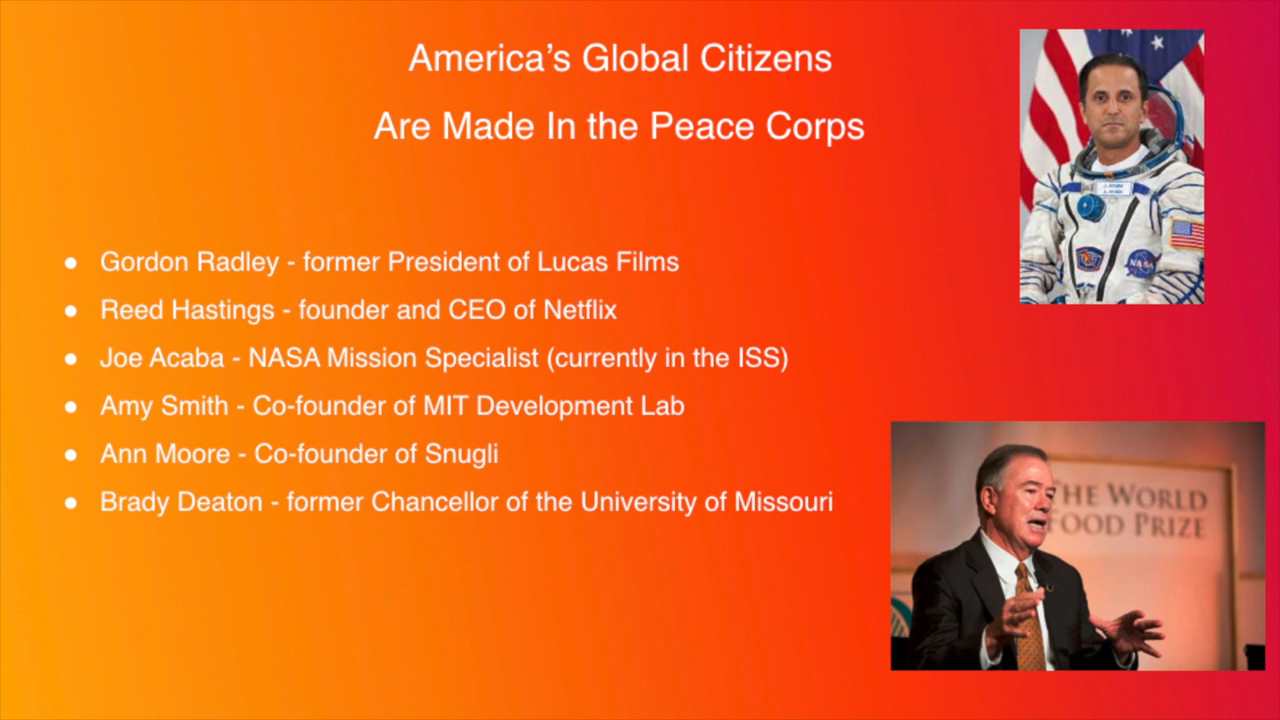 America’s Global Citizens
Are Made In the Peace Corps
● Gordon Radley - former President of Lucas Films
● Reed Hastings - founder and CEO of Netflix
● Joe Acaba - NASA Mission Specialist (currently in the ISS)
● Amy Smith - Co-founder of MIT Development Lab
● Ann Moore - Co-founder of Snugli
● Brady Deaton - former Chancellor of the University of Missouri
NASA
THE WORLD
FOOD PRIZE